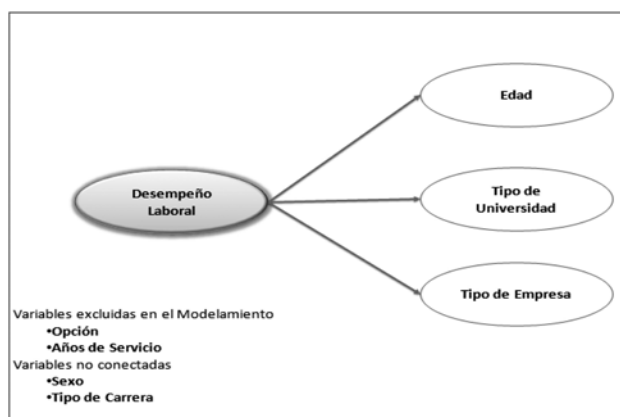 Edad
Desempeño
Laboral
Tipo de
Universidad
Tipo de Empresa
Variables excluidas en el Modelamiento
•Opción
•Años de Servicio
Variables no conectadas
•Sexo
•Tipo de Carrera